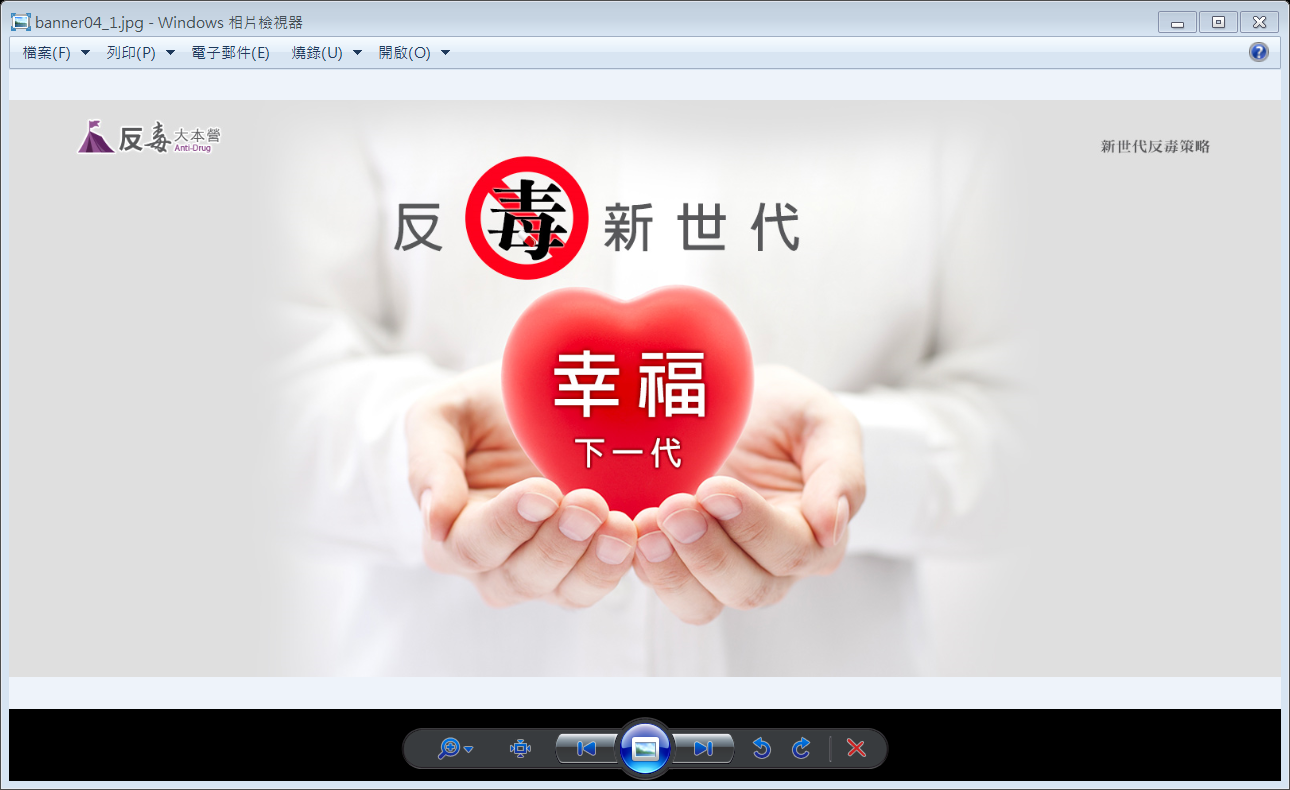 banner04_1.jpg - Windows 相片檢視器
檔案(F) 列印(P) 電子郵件(E) 燒錄(U) 開啟(O)
反毒大本營
Anti-Drug
新世代反毒策略
反毒新世代
幸福
下一代